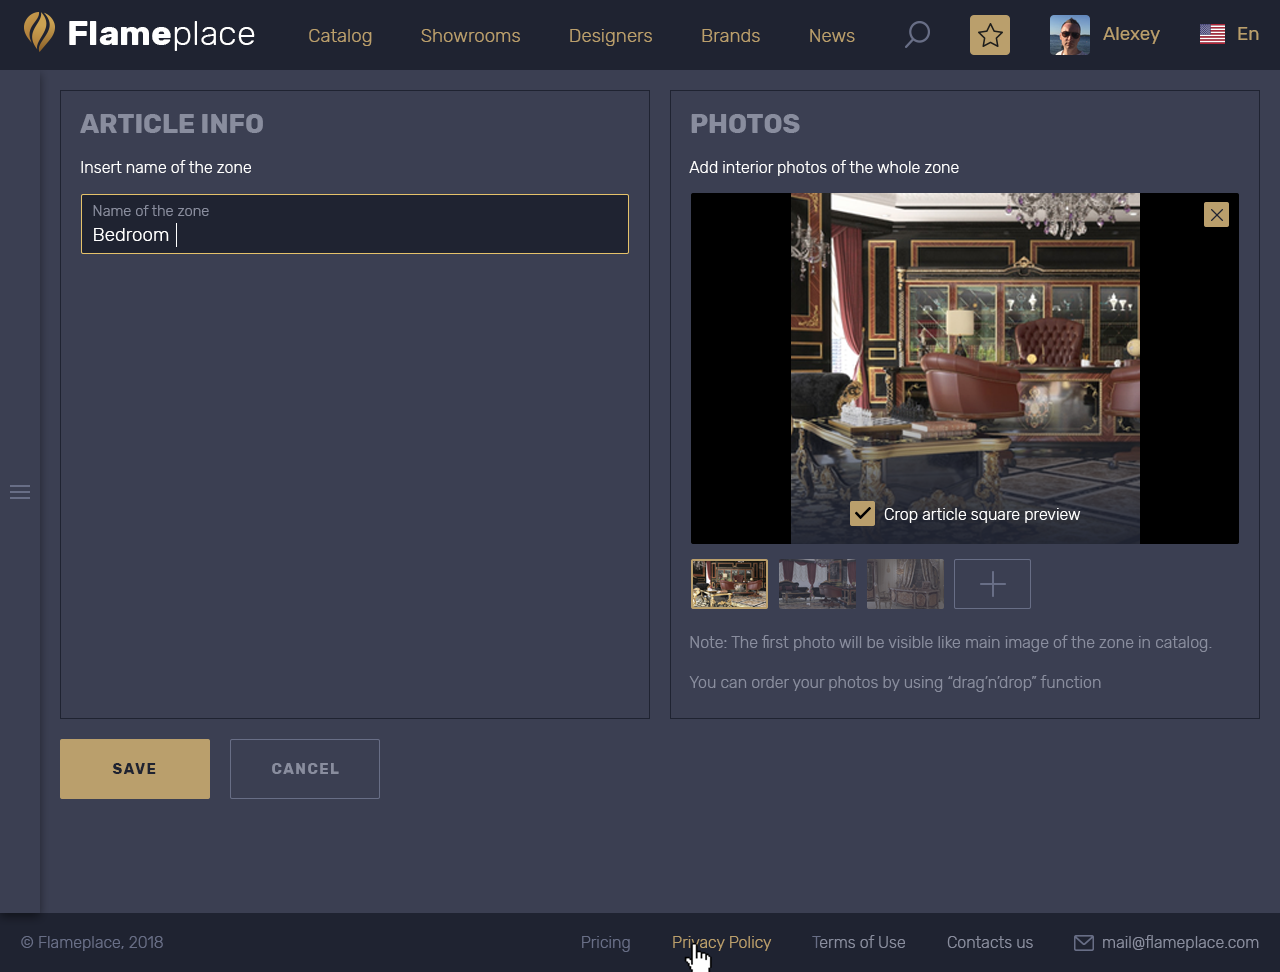 Flameplace
Catalog
Showrooms
Designers
Brands
News
Alexey
En
ARTICLE INFO
Insert name of the zone
Name of the zone
Bedroom
PHOTOS
Add interior photos of the whole zone
Crop article square preview
Note: The first photo will be visible like main image of the zone in catalog.
You can order your photos by using “drag’n’drop” function
SAVE
CANCEL
© Flameplace, 2018
Pricing
Privacy Policy
Terms of Use
Contacts us
mail@flameplace.com